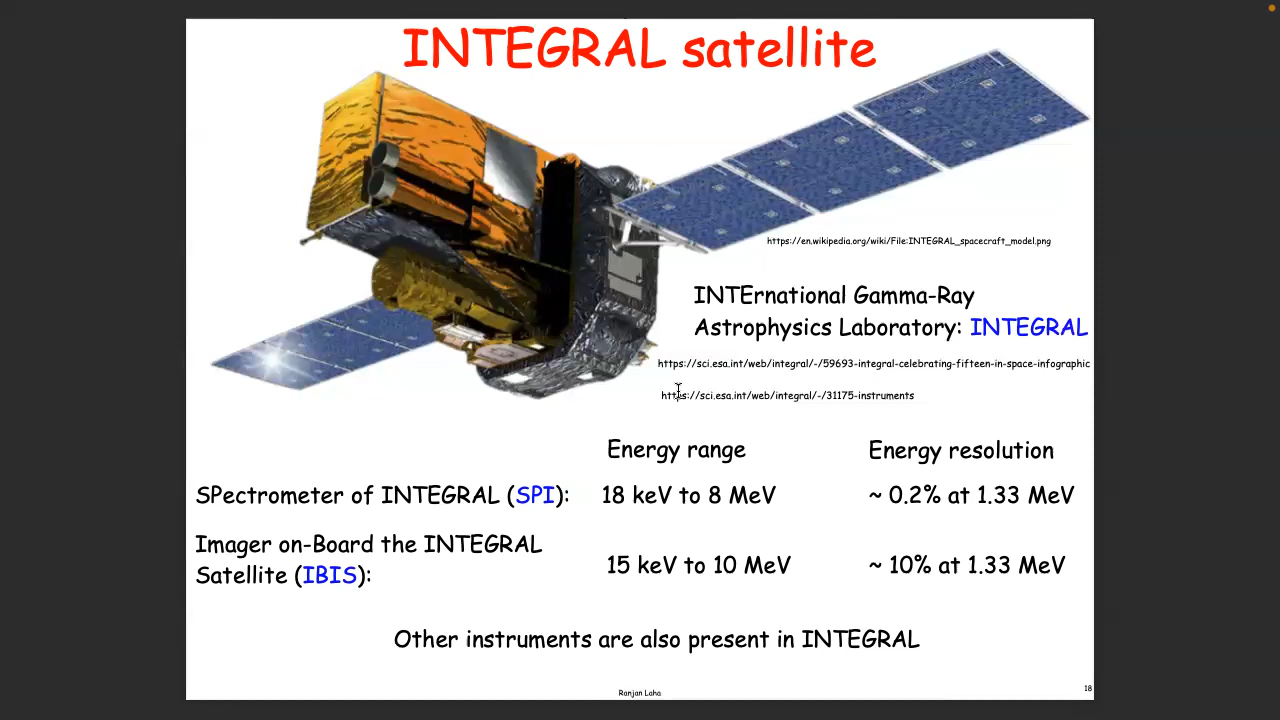 INTEGRAL satellite
https://en.wikipedia.org/wiki/File:INTEGRAL_spacecraft_model.png
INTErnational Gamma-Ray
Astrophysics Laboratory: INTEGRAL
https://sci.esa.int/web/integral/-/59693-integral-celebrating-fifteen-in-space-infographic
https://sci.esa.int/web/integral/-/31175-instruments
Energy range Energy resolution
SPectrometer of INTEGRAL (SPI): 18 keV to 8 MeV ~ 0.2% at 1.33 MeV
Imager on-Board the INTEGRAL
Satellite (IBIS): 15 keV to 10 MeV ~ 10% at 1.33 MeV
Other instruments are also present in INTEGRAL
Ranjan Laha
18